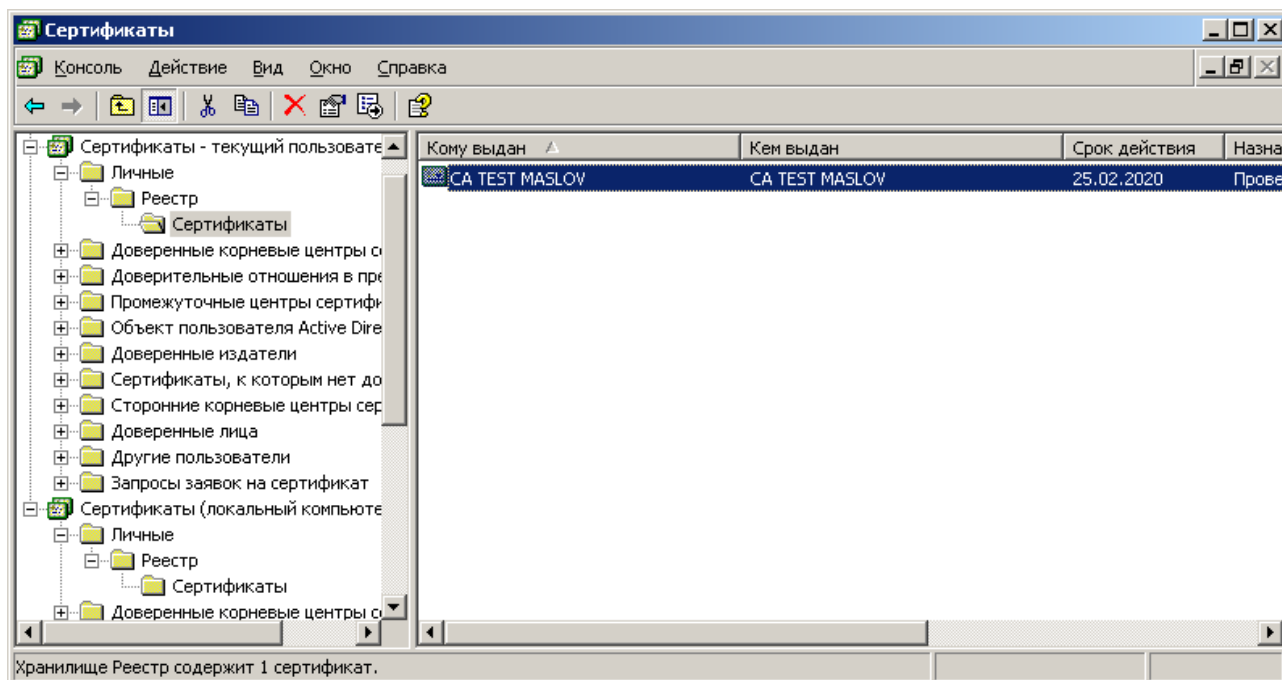 Сертификаты
Консоль Действие Вид Окно Справка
Сертификаты - текущий пользовате
Личные
Реестр
Сертификаты
Доверенные корневые центры с
Доверительные отношения в пре
Промежуточные центры сертифи
Объект пользователя Active Dire
Доверенные издатели
Сертификаты, к которым нет до
Сторонние корневые центры сер
Доверенные лица
Другие пользователи
Запросы заявок на сертификат
Сертификаты (локальный компьюте
Личные
Реестр
Сертификаты
Доверенные корневые центры с
Кому выдан Кем выдан Срок действия Назна
CA TEST MASLOV CA TEST MASLOV 25.02.2020 Прове
Хранилище Реестр содержит 1 сертификат.